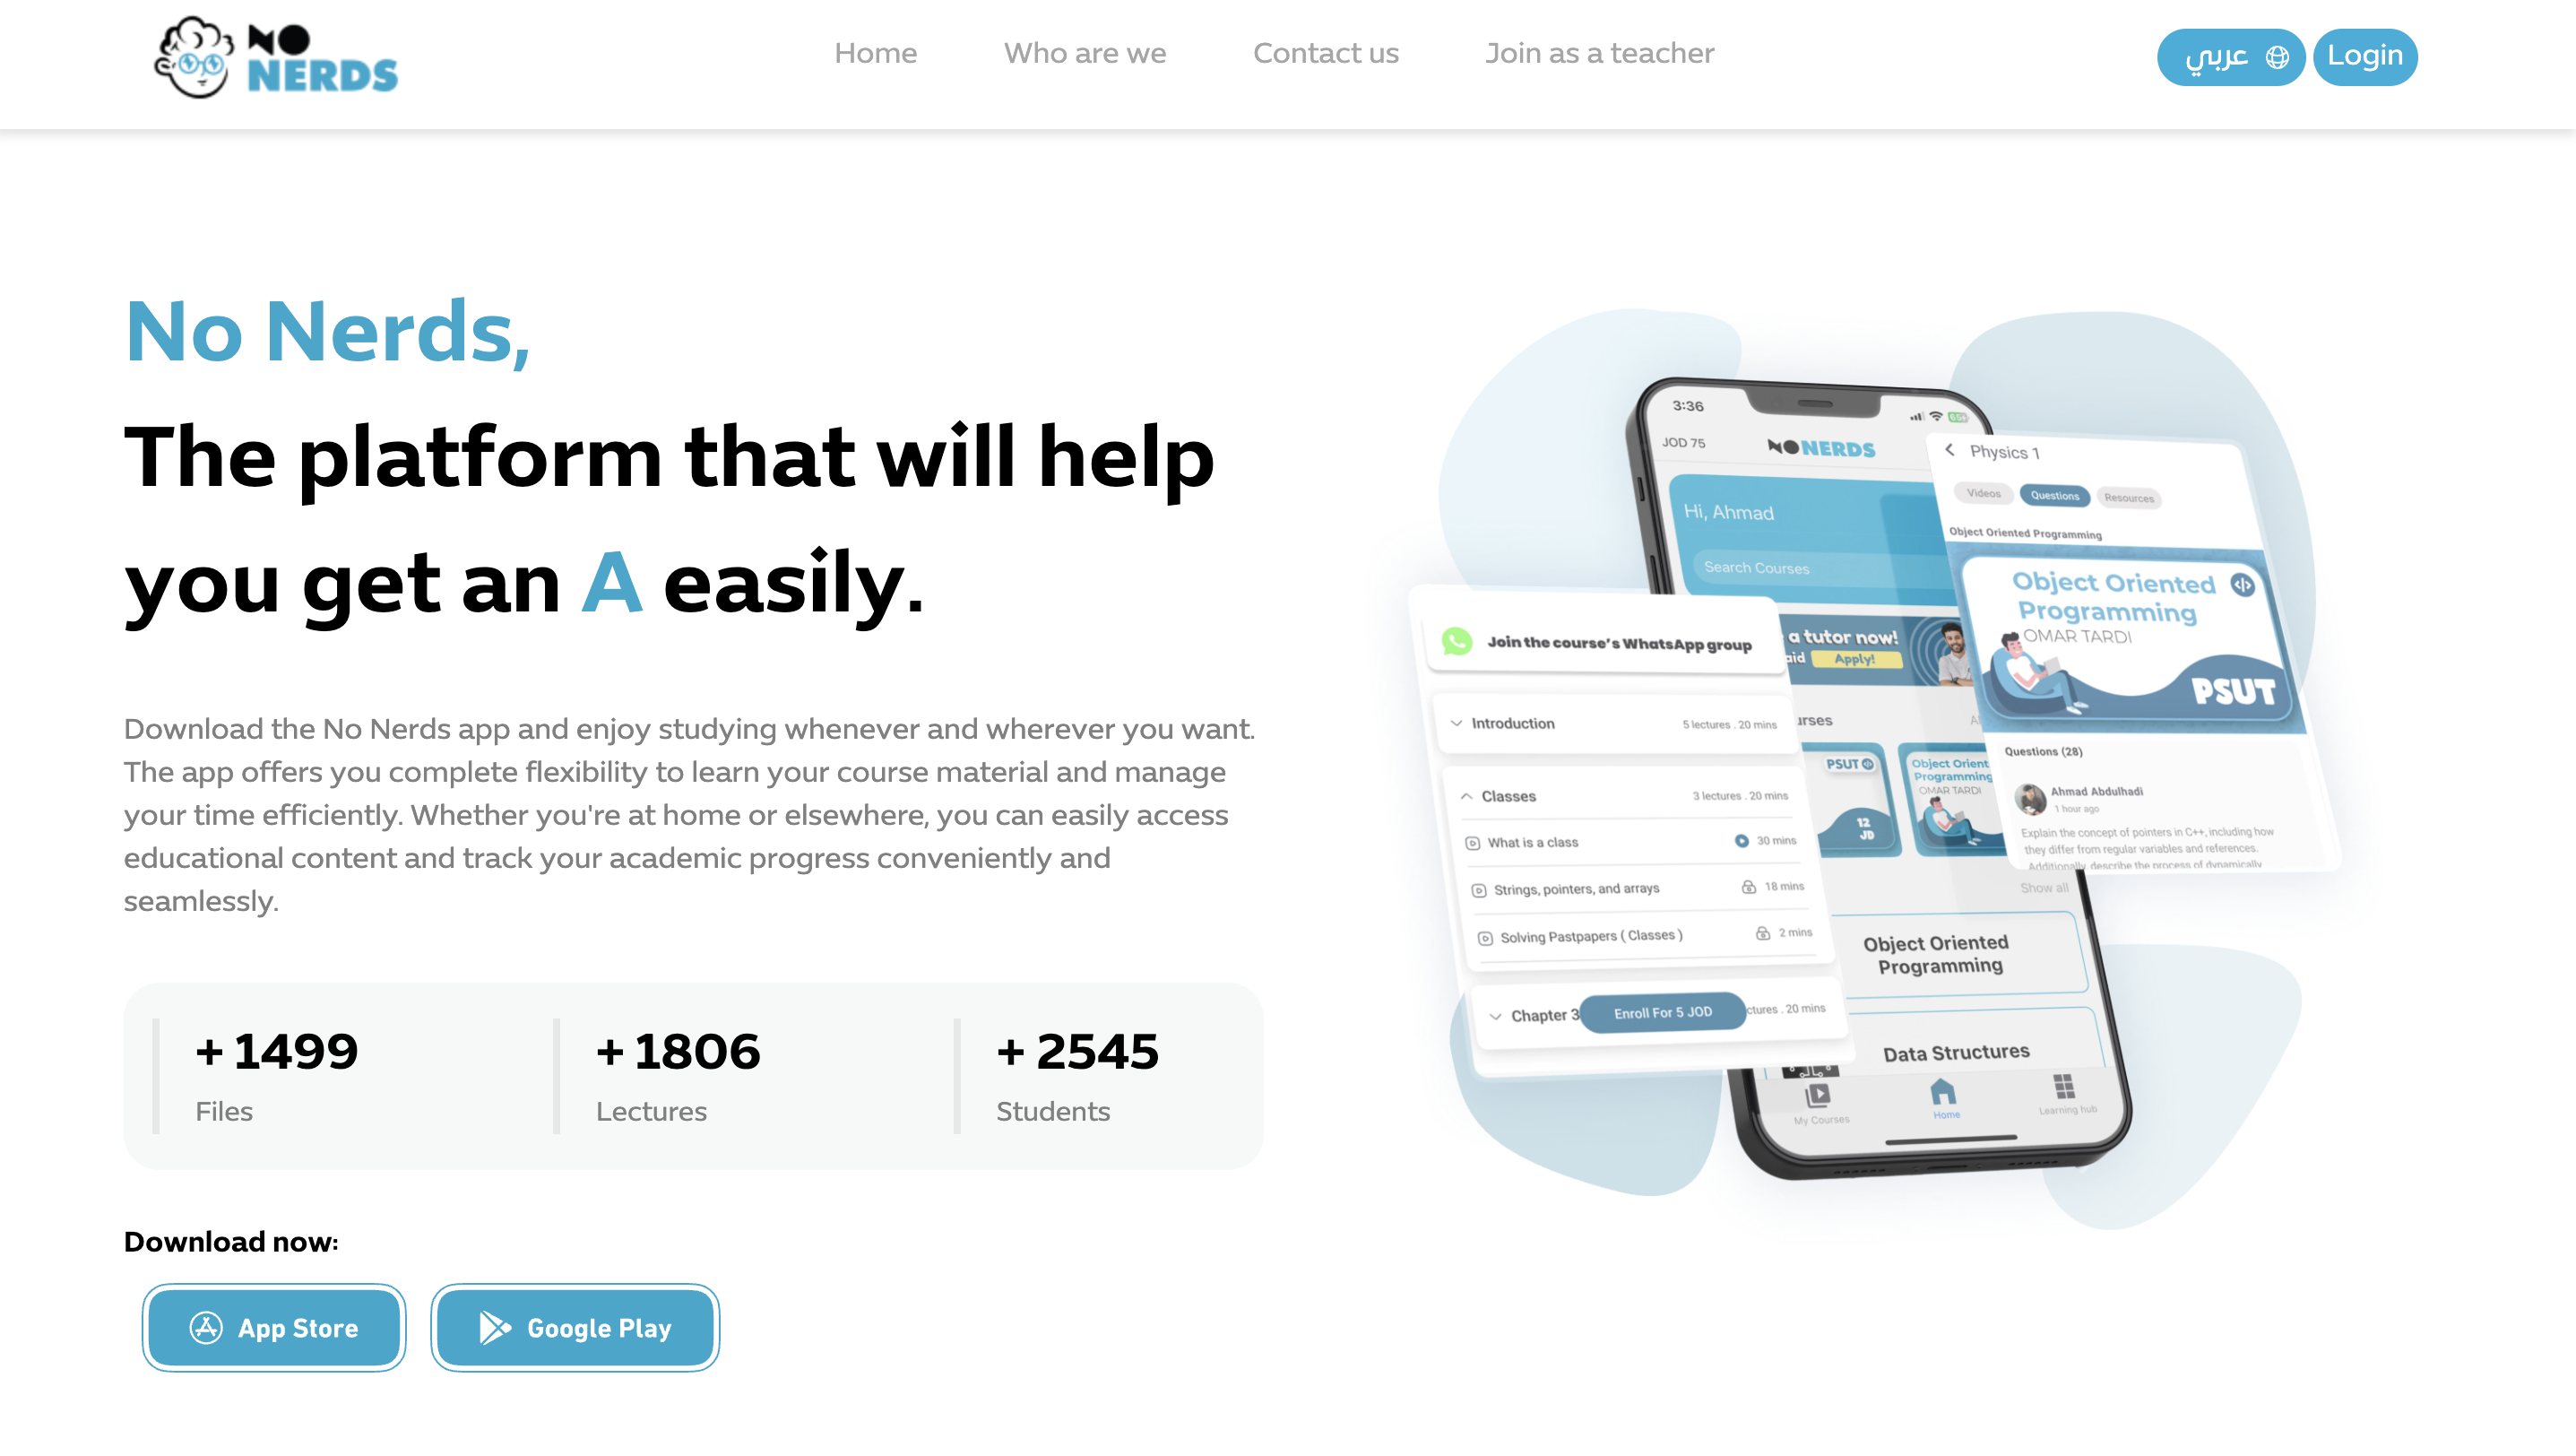 NO
NERDS
Home
Who are we
Contact us
Join as a teacher
عربي
Login
No Nerds,
The platform that will help
you get an A easily.
Download the No Nerds app and enjoy studying whenever and wherever you want.
The app offers you complete flexibility to learn your course material and manage
your time efficiently. Whether you're at home or elsewhere, you can easily access
educational content and track your academic progress conveniently and
seamlessly.
+ 1499
Files
+ 1806
Lectures
+ 2545
Students
Download now:
App Store
Google Play
3:36
JOD 75
NO NERDS
Hi, Ahmad
Search Courses
a tutor now!
Apply!
PSUT
12
JD
Object Orient
Programming
OMAR TARDI
Show all
Object Oriented
Programming
Data Structures
My Courses
Home
Learning hub
Join the course's WhatsApp group
Introduction
5 lectures . 20 mins
Classes
3 lectures . 20 mins
What is a class
30 mins
Strings, pointers, and arrays
18 mins
Solving Pastpapers ( Classes )
2 mins
Chapter 3
Enroll For 5 JOD
ctures . 20 mins
Physics 1
Videos
Questions
Resources
Object Oriented Programming
Object Oriented
Programming
OMAR TARDI
PSUT
Questions (28)
Ahmad Abdulhadi
1 hour ago
Explain the concept of pointers in C++, including how
they differ from regular variables and references.
Additionally, describe the process of dynamically